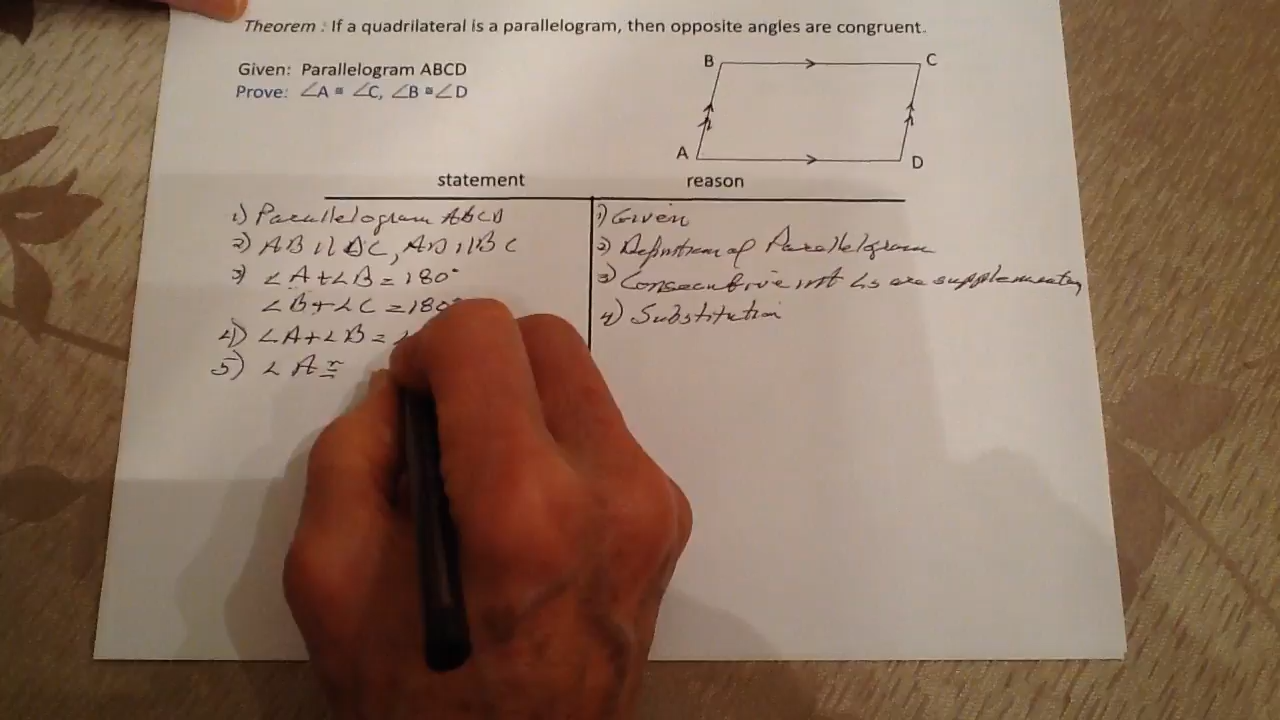 Theorem : If a quadrilateral is a parallelogram, then opposite angles are congruent.
Given: Parallelogram ABCD
Prove: ∠A ≅ ∠C, ∠B ≅ ∠D
B
C
A
D
statement
reason
1) Parallelogram ABCD
1) Given
2) AB || DC, AD || BC
2) Definition of Parallelogram
3) ∠A+∠B=180°
3) Consecutive int ∠s are supplementary
∠B+∠C=180°
4) Substitution
4) ∠A+∠B=
5) ∠A≅